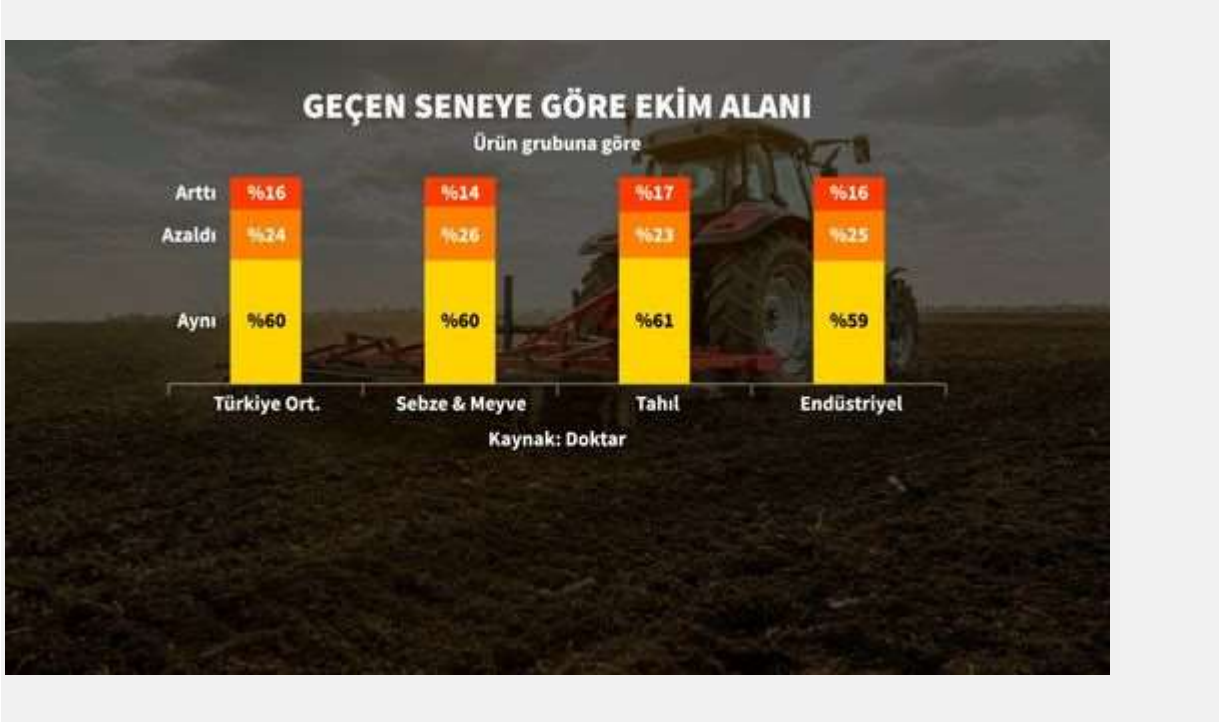 GEÇEN SENEYE GÖRE EKİM ALANI
Ürün grubuna göre
Arttı %16 %14 %17 %16
Azaldı %24 %26 %23 %25
Aynı %60 %60 %61 %59
Türkiye Ort. Sebze & Meyve Tahıl Endüstriyel
Kaynak: Doktar